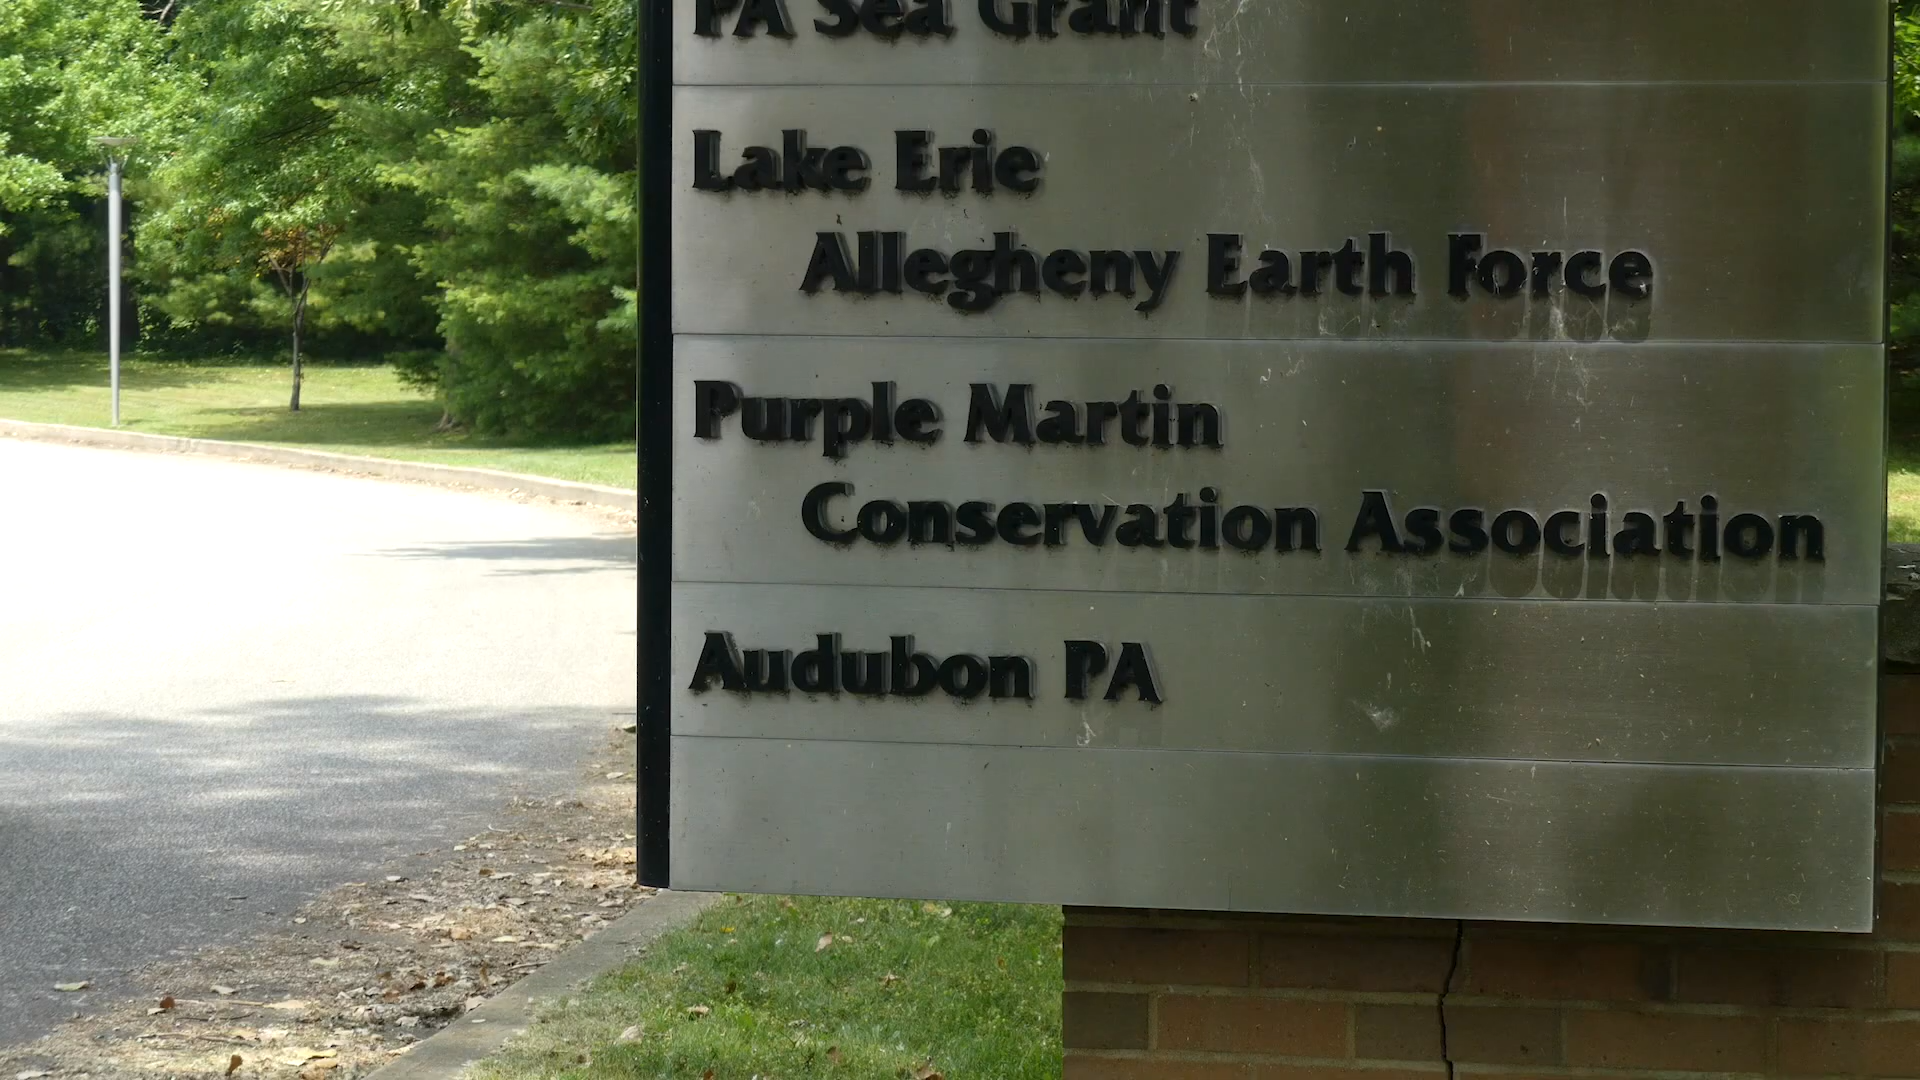 PA Sea Grant
Lake Erie
Allegheny Earth Force
Purple Martin
Conservation Association
Audubon PA